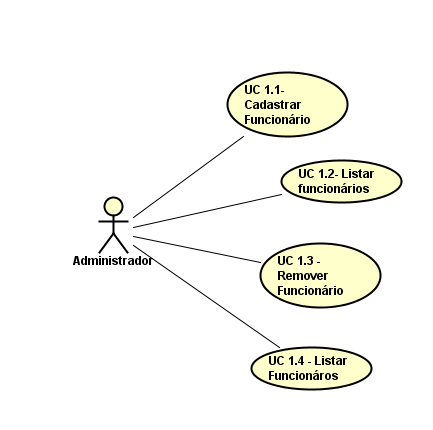 UC 1.1-
Cadastrar
Funcionário
UC 1.2- Listar
funcionários
Administrador
UC 1.3 -
Remover
Funcionário
UC 1.4 - Listar
Funcionáros